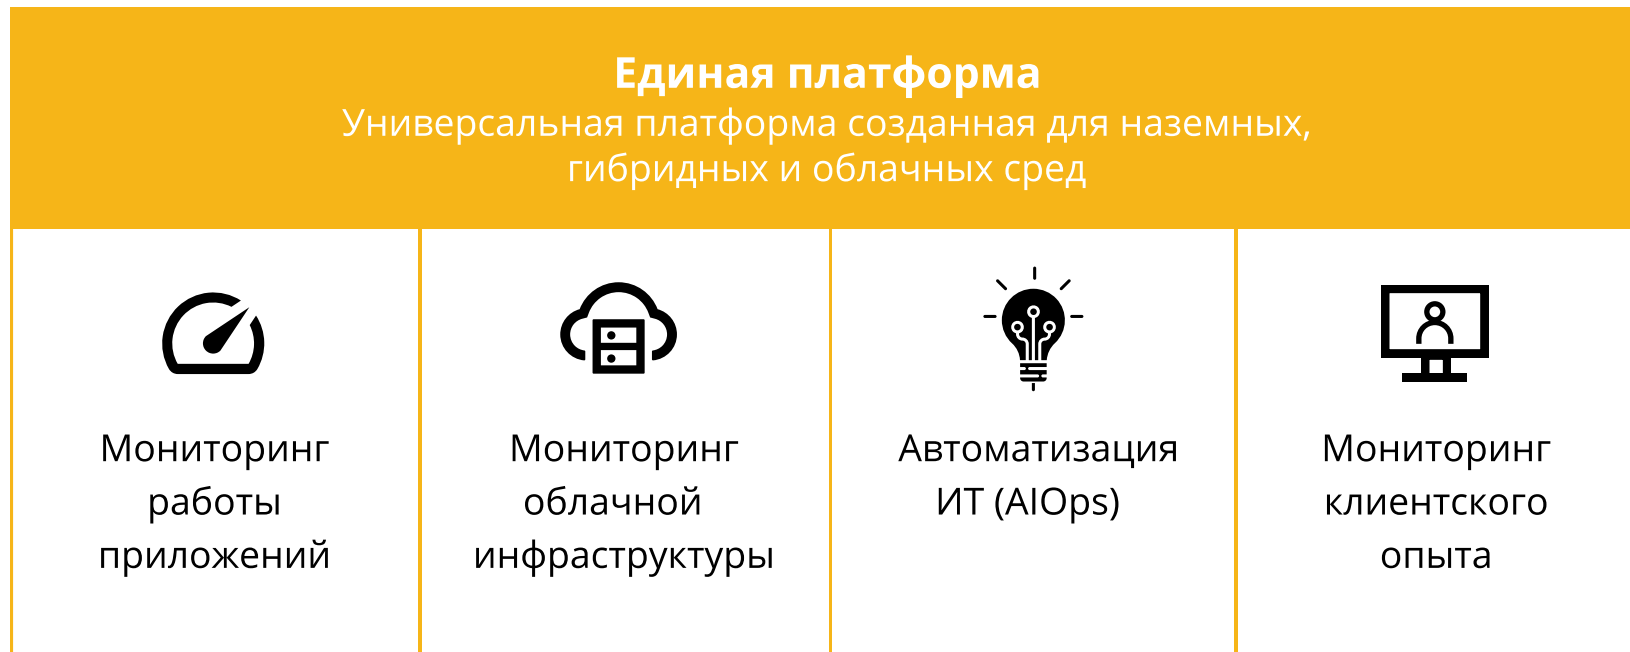 Единая платформа
Универсальная платформа созданная для наземных,
гибридных и облачных сред
Мониторинг
работы
приложений
Мониторинг
облачной
инфраструктуры
Автоматизация
ИТ (AIOps)
Мониторинг
клиентского
опыта